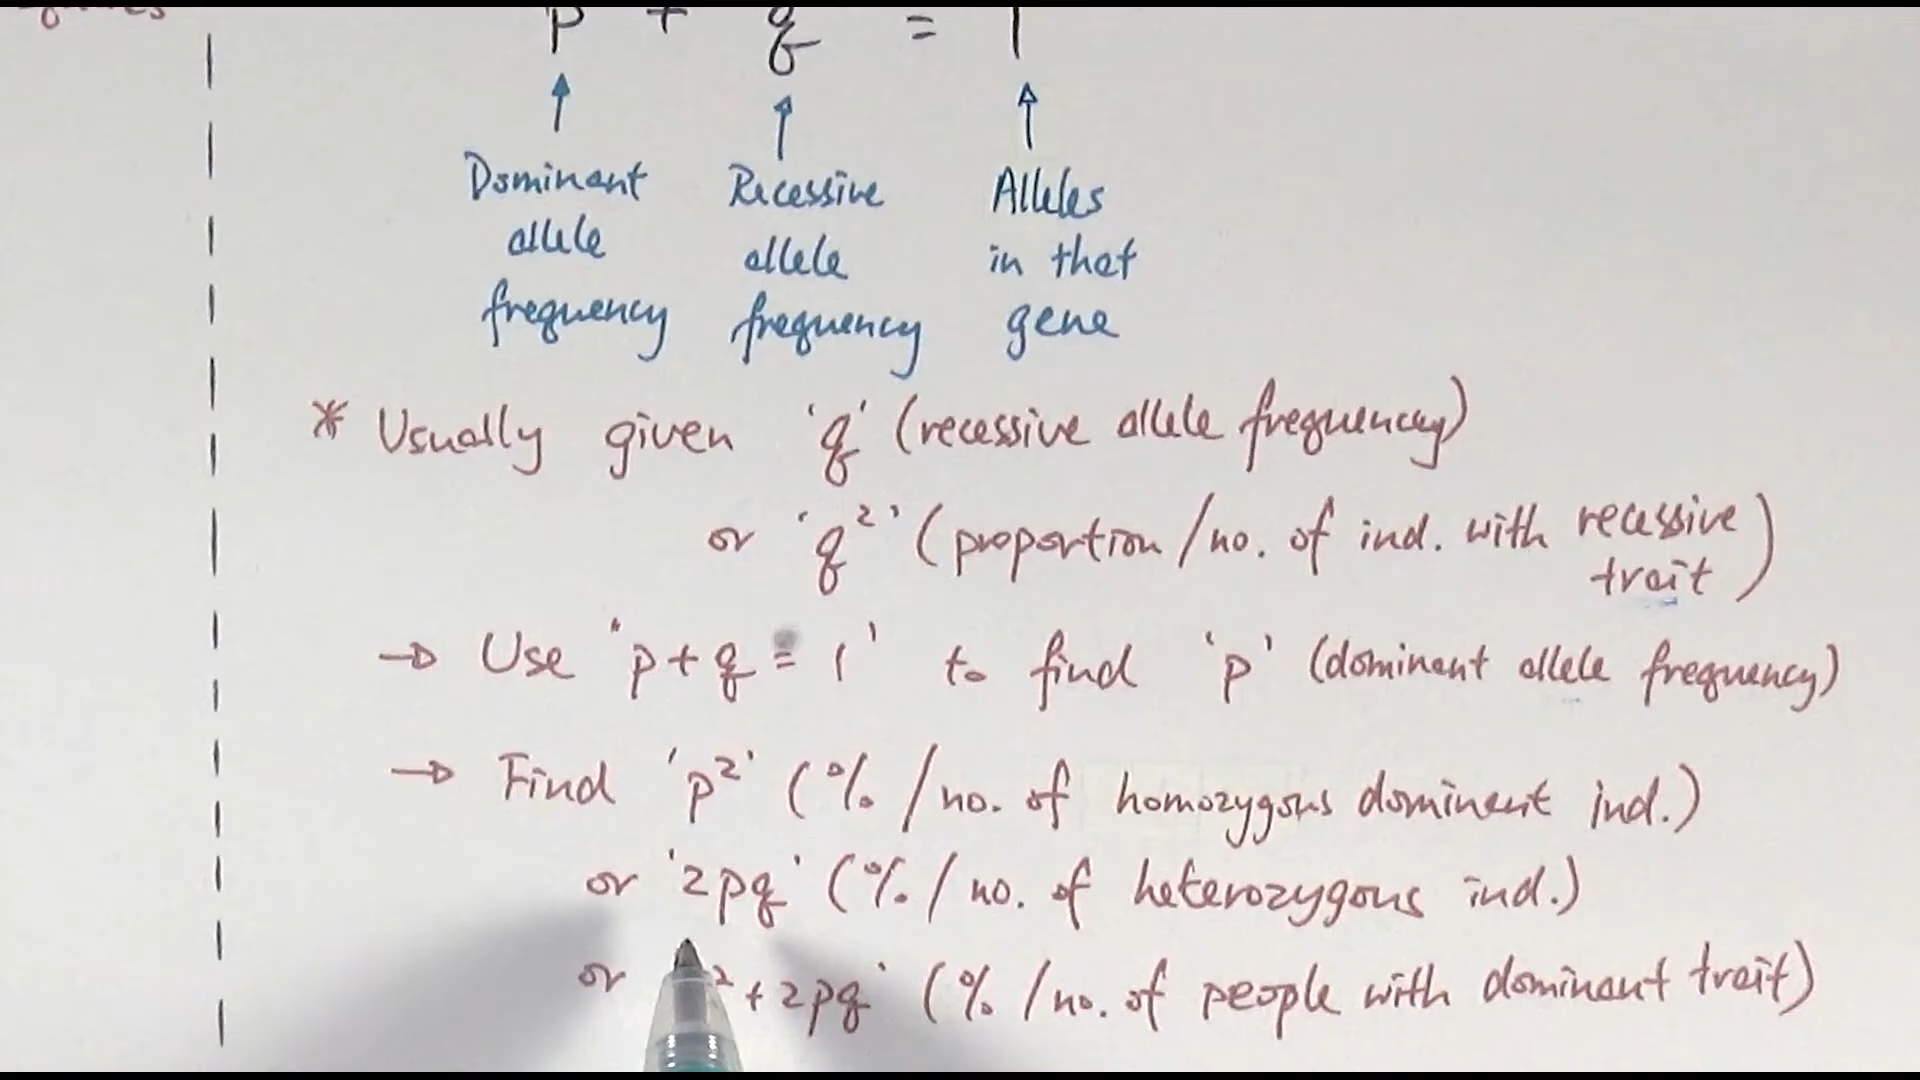 p + q = 1
Dominant allele frequency
Recessive allele frequency
Alleles in that gene
* Usually given 'q' (recessive allele frequency)
or 'q²' (proportion / no. of ind. with recessive trait)
→ Use 'p + q = 1' to find 'p' (dominant allele frequency)
→ Find 'p²' (% / no. of homozygous dominant ind.)
or '2pq' (% / no. of heterozygous ind.)
or ² + 2pq' (% / no. of people with dominant trait)